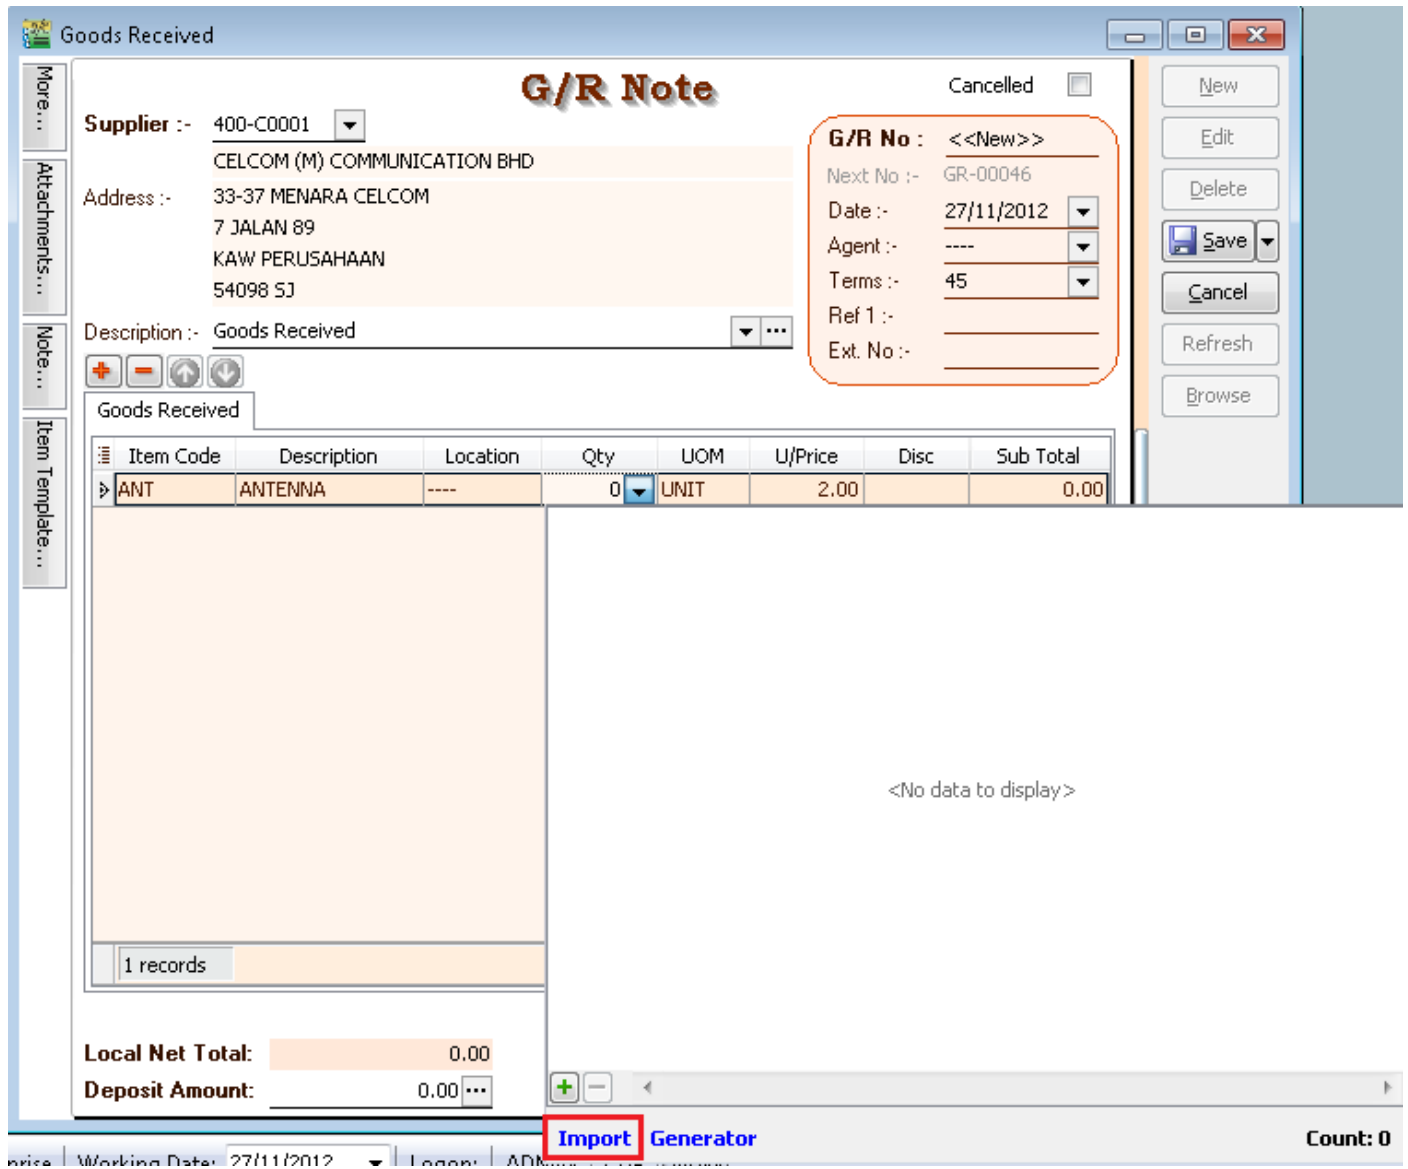 Goods Received
More...
Attachments...
Note...
Item Template...
G/R Note
Cancelled
Supplier :- 400-C0001
CELCOM (M) COMMUNICATION BHD
Address :- 33-37 MENARA CELCOM
7 JALAN 89
KAW PERUSAHAAN
54098 SJ
Description :- Goods Received
G/R No : <<New>>
Next No :- GR-00046
Date :- 27/11/2012
Agent :- ----
Terms :- 45
Ref 1 :-
Ext. No :-
New
Edit
Delete
Save
Cancel
Refresh
Browse
Goods Received
Item Code Description Location Qty UOM U/Price Disc Sub Total
ANT ANTENNA ---- 0 UNIT 2.00 0.00
<No data to display>
1 records
Local Net Total: 0.00
Deposit Amount: 0.00
Import Generator Count: 0
Working Date: 27/11/2012 Logon: